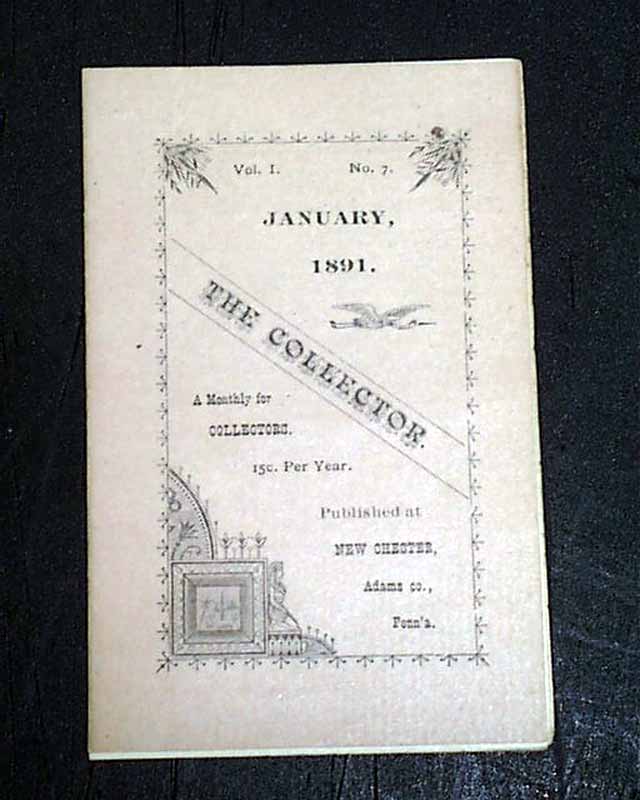 Vol. I. No. 7.
JANUARY,
1891.
THE COLLECTOR.
A Monthly for
COLLECTORS.
15c. Per Year.
Published at
NEW CHESTER,
Adams co.,
Penn'a.